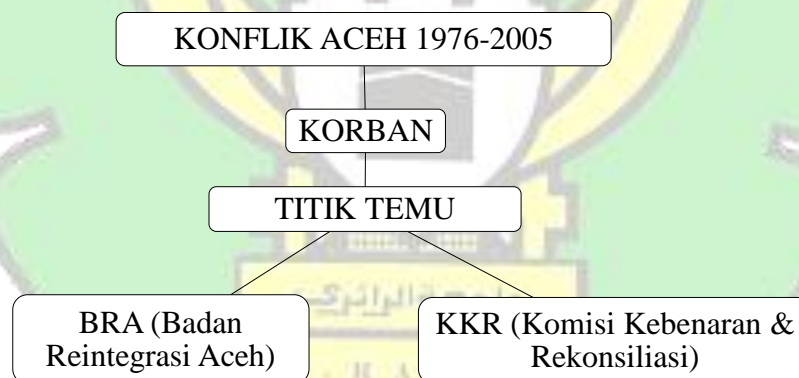 KONFLIK ACEH 1976-2005
KORBAN
TITIK TEMU
BRA (Badan
Reintegrasi Aceh)
KKR (Komisi Kebenaran &
Rekonsiliasi)